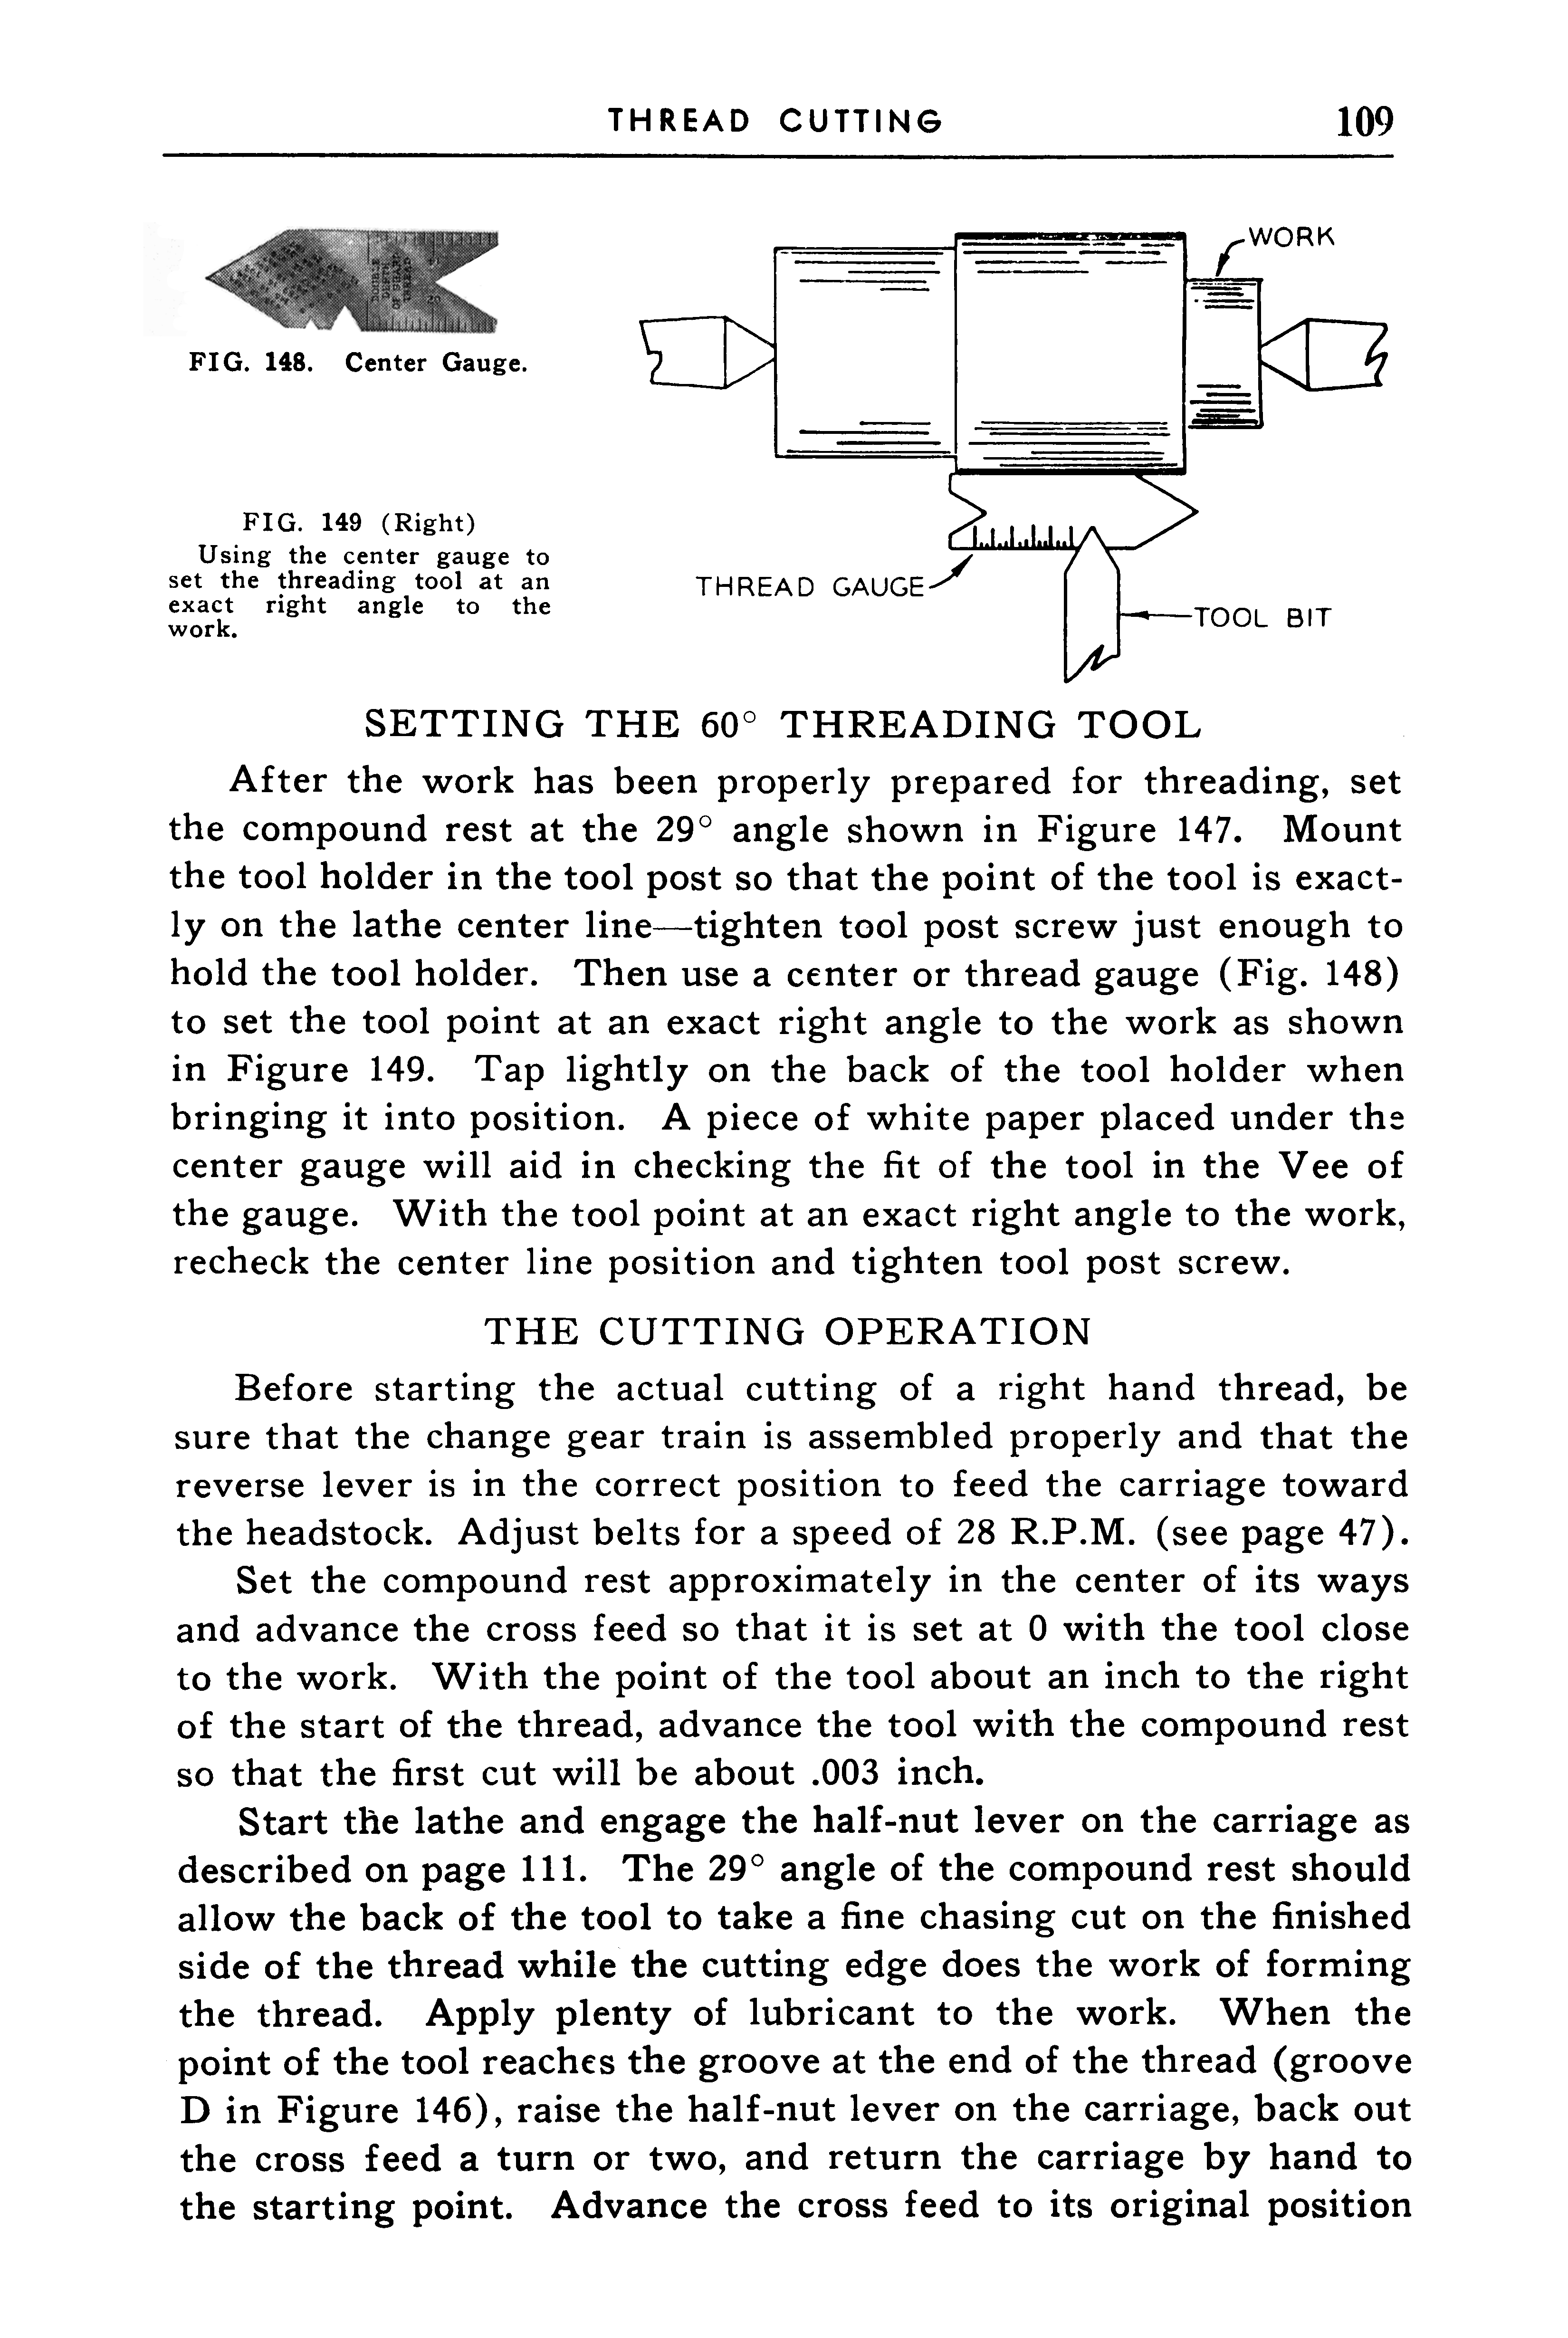 THREAD CUTTING 109
FIG. 148. Center Gauge.
DOUBLE
DEPTH
OF SHARP
THREAD
WORK
FIG. 149 (Right)
Using the center gauge to
set the threading tool at an
exact right angle to the
work.
THREAD GAUGE
TOOL BIT
SETTING THE 60° THREADING TOOL
After the work has been properly prepared for threading, set
the compound rest at the 29° angle shown in Figure 147. Mount
the tool holder in the tool post so that the point of the tool is exact-
ly on the lathe center line—tighten tool post screw just enough to
hold the tool holder. Then use a center or thread gauge (Fig. 148)
to set the tool point at an exact right angle to the work as shown
in Figure 149. Tap lightly on the back of the tool holder when
bringing it into position. A piece of white paper placed under the
center gauge will aid in checking the fit of the tool in the Vee of
the gauge. With the tool point at an exact right angle to the work,
recheck the center line position and tighten tool post screw.
THE CUTTING OPERATION
Before starting the actual cutting of a right hand thread, be
sure that the change gear train is assembled properly and that the
reverse lever is in the correct position to feed the carriage toward
the headstock. Adjust belts for a speed of 28 R.P.M. (see page 47).
Set the compound rest approximately in the center of its ways
and advance the cross feed so that it is set at 0 with the tool close
to the work. With the point of the tool about an inch to the right
of the start of the thread, advance the tool with the compound rest
so that the first cut will be about .003 inch.
Start the lathe and engage the half-nut lever on the carriage as
described on page 111. The 29° angle of the compound rest should
allow the back of the tool to take a fine chasing cut on the finished
side of the thread while the cutting edge does the work of forming
the thread. Apply plenty of lubricant to the work. When the
point of the tool reaches the groove at the end of the thread (groove
D in Figure 146), raise the half-nut lever on the carriage, back out
the cross feed a turn or two, and return the carriage by hand to
the starting point. Advance the cross feed to its original position